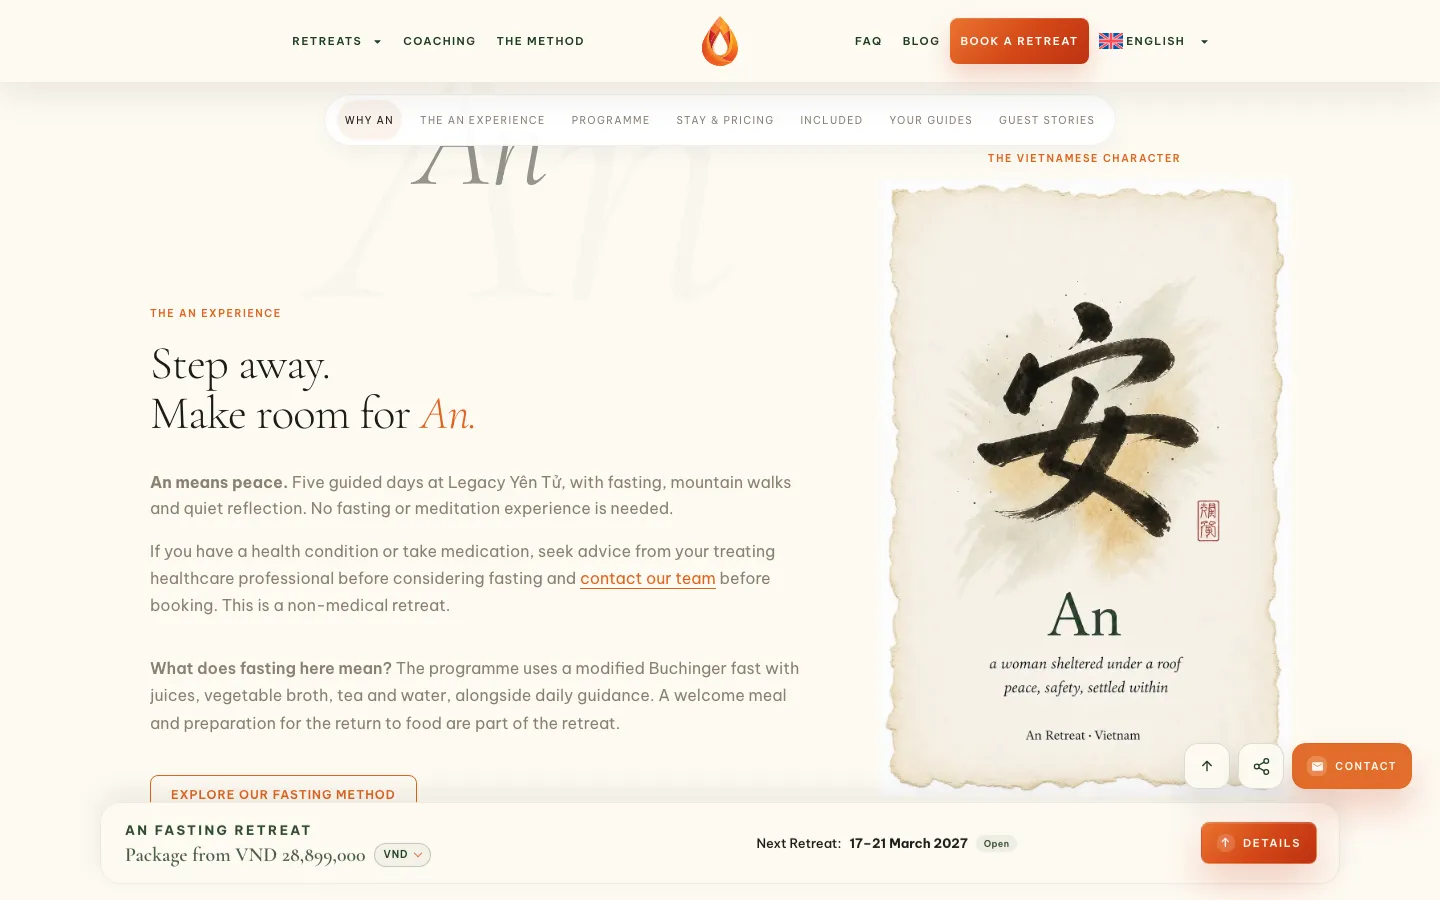 RETREATS
COACHING
THE METHOD
FAQ
BLOG
BOOK A RETREAT
ENGLISH
WHY AN
THE AN EXPERIENCE
PROGRAMME
STAY & PRICING
INCLUDED
YOUR GUIDES
GUEST STORIES
An
THE AN EXPERIENCE
Step away.
Make room for An.
An means peace. Five guided days at Legacy Yên Tử, with fasting, mountain walks
and quiet reflection. No fasting or meditation experience is needed.
If you have a health condition or take medication, seek advice from your treating
healthcare professional before considering fasting and contact our team before
booking. This is a non-medical retreat.
What does fasting here mean? The programme uses a modified Buchinger fast with
juices, vegetable broth, tea and water, alongside daily guidance. A welcome meal
and preparation for the return to food are part of the retreat.
EXPLORE OUR FASTING METHOD
THE VIETNAMESE CHARACTER
安
An
a woman sheltered under a roof
peace, safety, settled within
An Retreat · Vietnam
CONTACT
AN FASTING RETREAT
Package from VND 28,899,000
VND
Next Retreat: 17–21 March 2027
Open
DETAILS